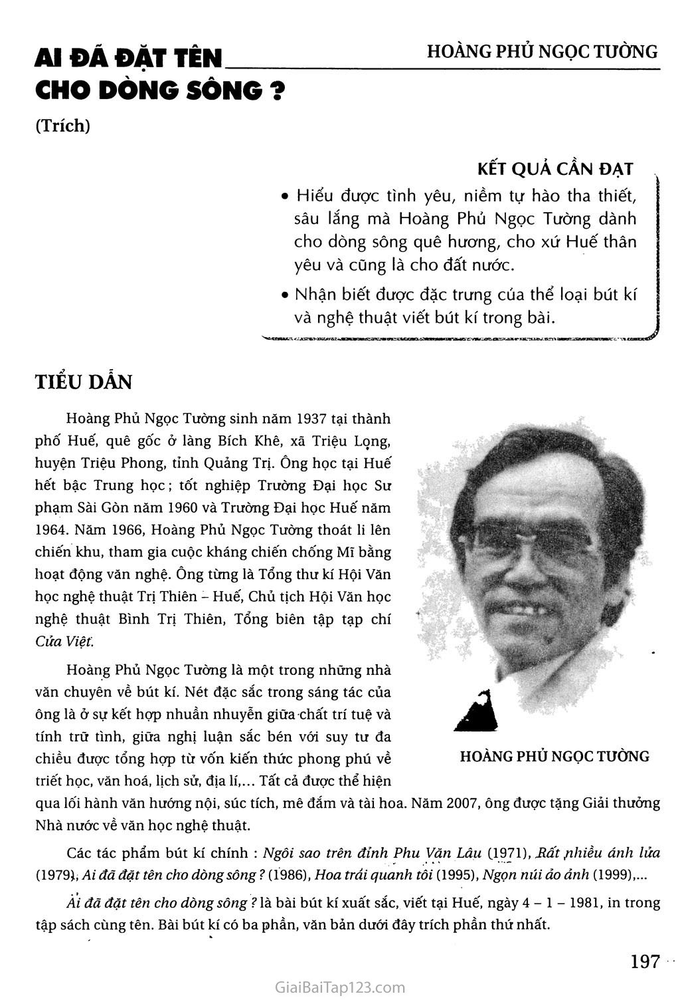 AI ĐÃ ĐẶT TÊN
CHO DÒNG SÔNG ?
HOÀNG PHỦ NGỌC TƯỜNG
(Trích)
KẾT QUẢ CẦN ĐẠT
• Hiểu được tình yêu, niềm tự hào tha thiết,
sâu lắng mà Hoàng Phủ Ngọc Tường dành
cho dòng sông quê hương, cho xứ Huế thân
yêu và cũng là cho đất nước.
• Nhận biết được đặc trưng của thể loại bút kí
và nghệ thuật viết bút kí trong bài.
TIỂU DẪN
Hoàng Phủ Ngọc Tường sinh năm 1937 tại thành
phố Huế, quê gốc ở làng Bích Khê, xã Triệu Long,
huyện Triệu Phong, tỉnh Quảng Trị. Ông học tại Huế
hết bậc Trung học ; tốt nghiệp Trường Đại học Sư
phạm Sài Gòn năm 1960 và Trường Đại học Huế năm
1964. Năm 1966, Hoàng Phủ Ngọc Tường thoát li lên
chiến khu, tham gia cuộc kháng chiến chống Mĩ bằng
hoạt động văn nghệ. Ông từng là Tổng thư kí Hội Văn
học nghệ thuật Trị Thiên – Huế, Chủ tịch Hội Văn học
nghệ thuật Bình Trị Thiên, Tổng biên tập tạp chí
Cửa Việt.
Hoàng Phủ Ngọc Tường là một trong những nhà
văn chuyên về bút kí. Nét đặc sắc trong sáng tác của
ông là ở sự kết hợp nhuần nhuyễn giữa chất trí tuệ và
tính trữ tình, giữa nghị luận sắc bén với suy tư đa
chiều được tổng hợp từ vốn kiến thức phong phú về
triết học, văn hoá, lịch sử, địa lí,... Tất cả được thể hiện
qua lối hành văn hướng nội, súc tích, mê đắm và tài hoa. Năm 2007, ông được tặng Giải thưởng
Nhà nước về văn học nghệ thuật.
HOÀNG PHỦ NGỌC TƯỜNG
Các tác phẩm bút kí chính : Ngôi sao trên đỉnh Phu Văn Lâu (1971), Rất nhiều ánh lửa
(1979), Ai đã đặt tên cho dòng sông ? (1986), Hoa trái quanh tôi (1995), Ngọn núi ảo ảnh (1999),...
Ai đã đặt tên cho dòng sông ? là bài bút kí xuất sắc, viết tại Huế, ngày 4 – 1 – 1981, in trong
tập sách cùng tên. Bài bút kí có ba phần, văn bản dưới đây trích phần thứ nhất.
197
GiaiBaiTap123.com